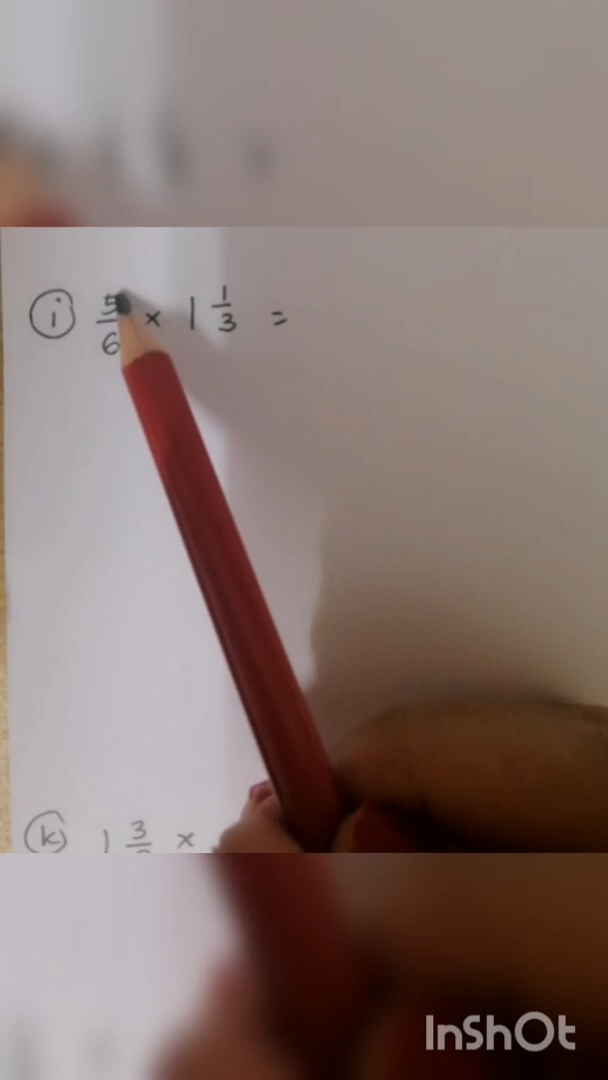 (i) 5/6 × 1 1/3 =
(k) 1 3/ ×
InShOt